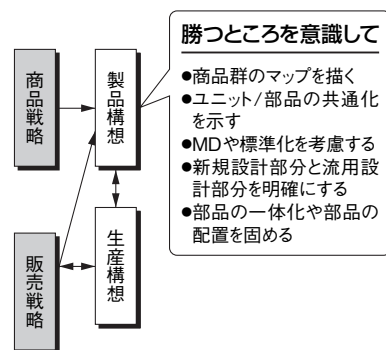 勝つところを意識して
●商品群のマップを描く
●ユニット/部品の共通化
を示す
●MDや標準化を考慮する
●新規設計部分と流用設
計部分を明確にする
●部品の一体化や部品の
配置を固める
商品戦略
製品構想
販売戦略
生産構想